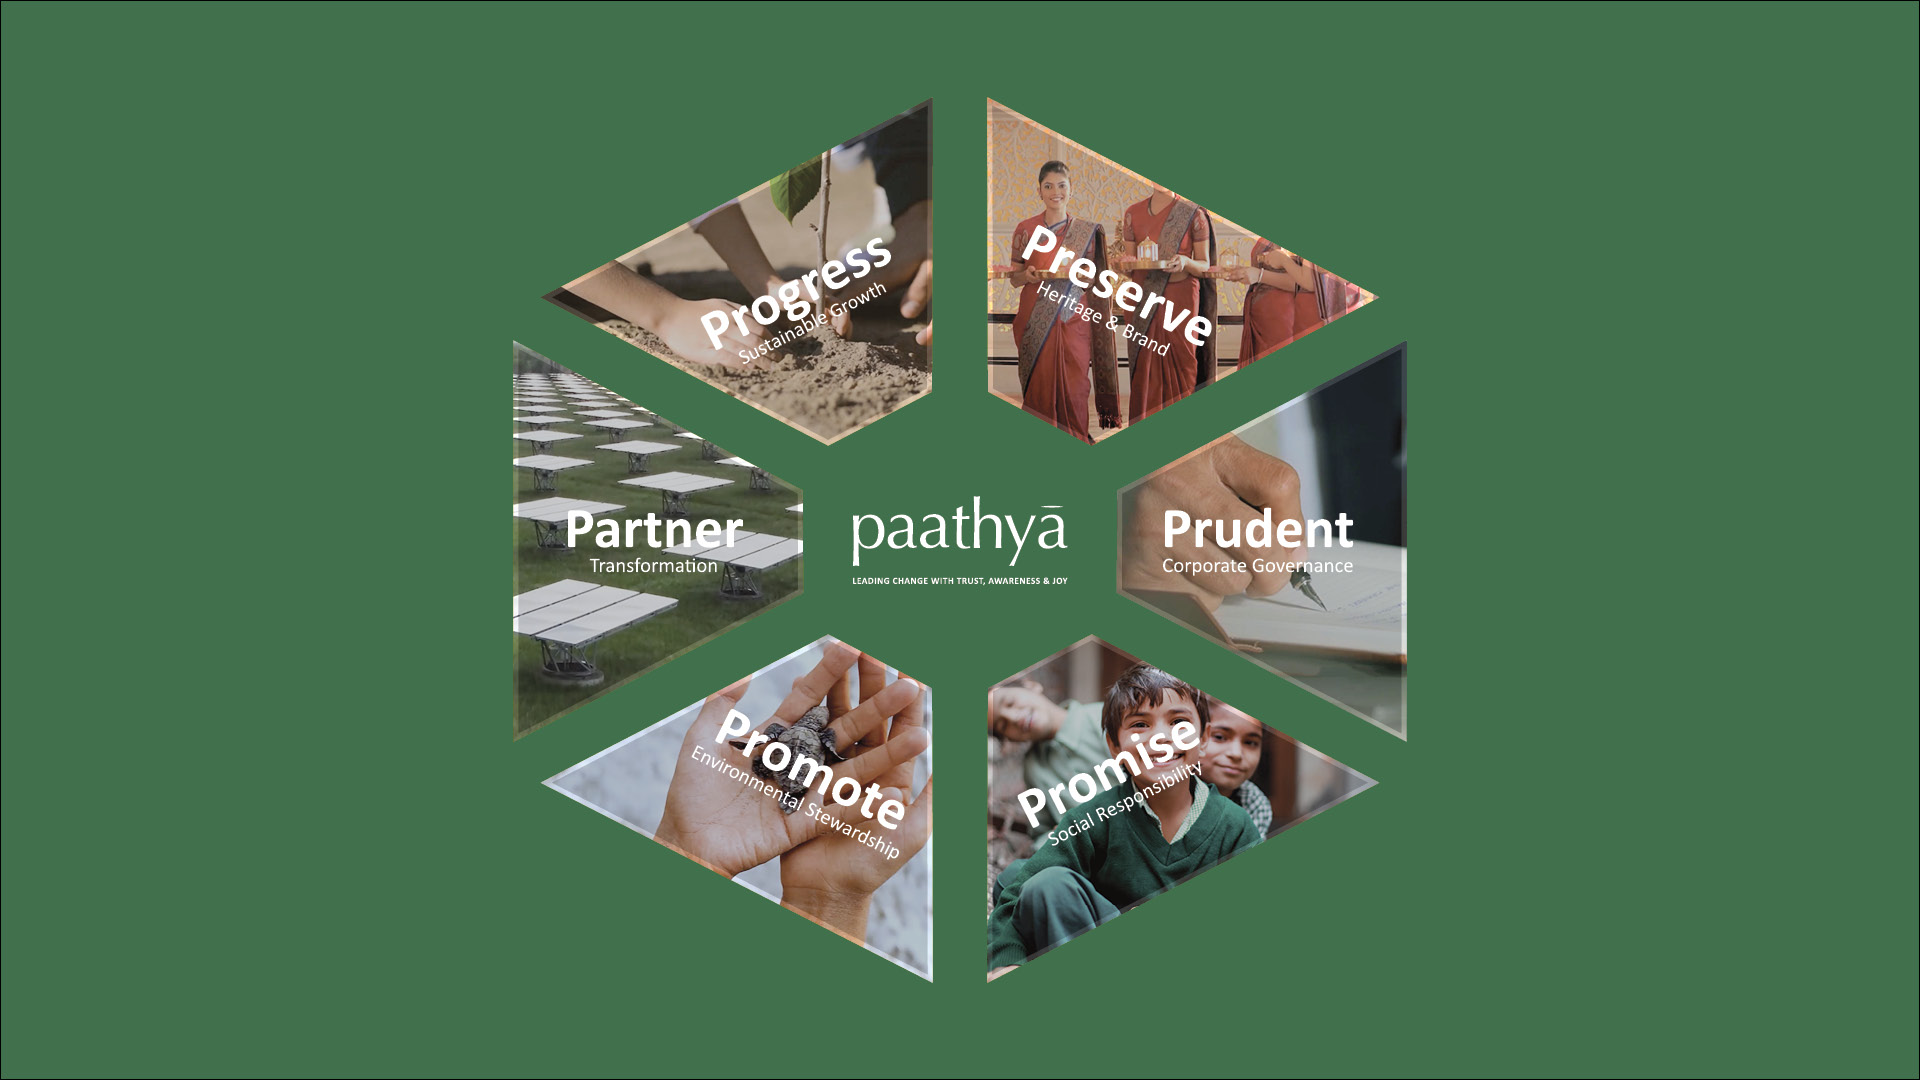 Progress
Sustainable Growth
Preserve
Heritage & Brand
Partner
Transformation
paathyā
LEADING CHANGE WITH TRUST, AWARENESS & JOY
Prudent
Corporate Governance
Promote
Environmental Stewardship
Promise
Social Responsibility